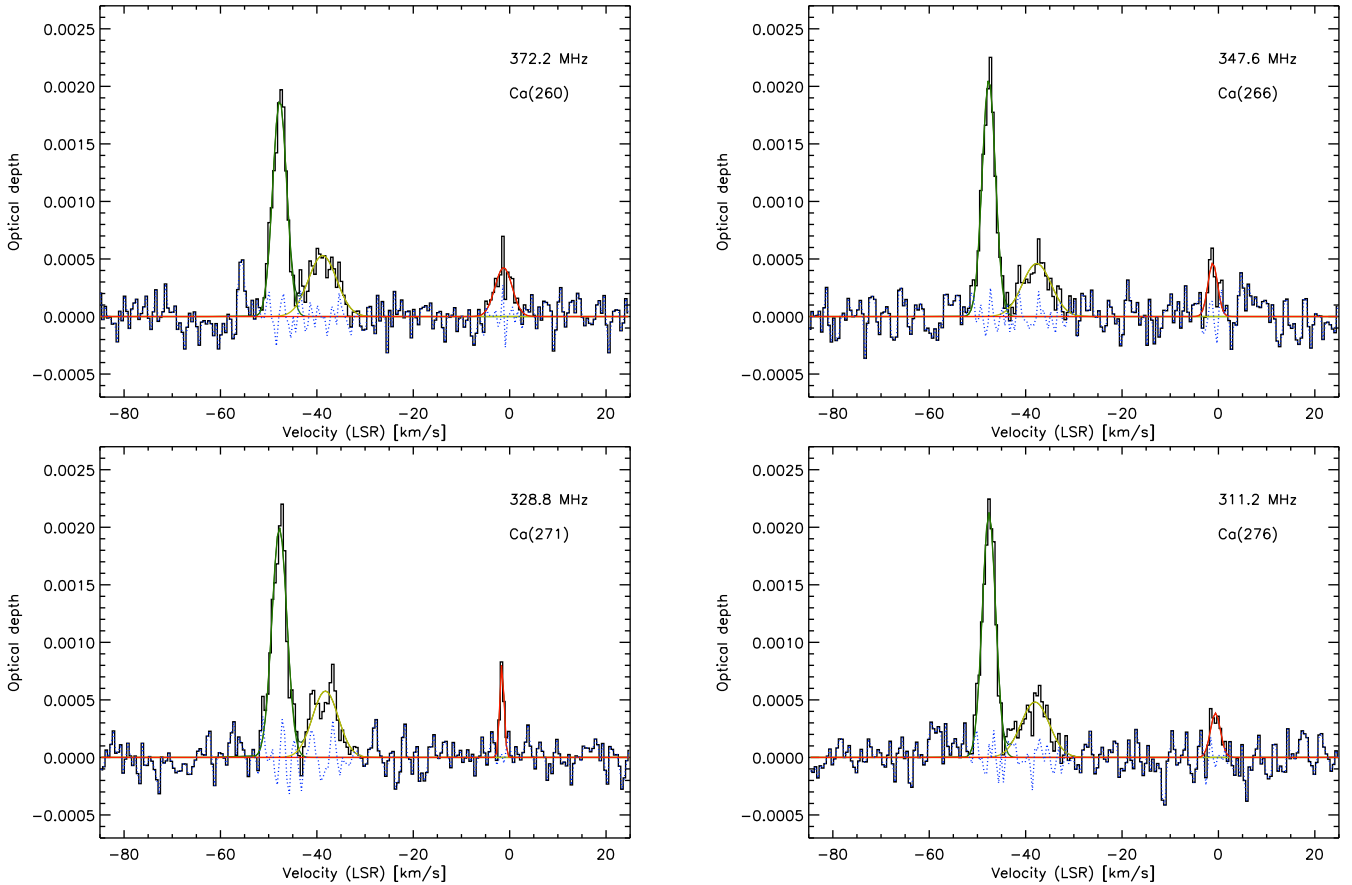 0.0025
0.0020
0.0015
0.0010
0.0005
0.0000
−0.0005
Optical depth
372.2 MHz
Ca(260)
−80 −60 −40 −20 0 20
Velocity (LSR) [km/s]
0.0025
0.0020
0.0015
0.0010
0.0005
0.0000
−0.0005
Optical depth
347.6 MHz
Ca(266)
−80 −60 −40 −20 0 20
Velocity (LSR) [km/s]
0.0025
0.0020
0.0015
0.0010
0.0005
0.0000
−0.0005
Optical depth
328.8 MHz
Ca(271)
−80 −60 −40 −20 0 20
Velocity (LSR) [km/s]
0.0025
0.0020
0.0015
0.0010
0.0005
0.0000
−0.0005
Optical depth
311.2 MHz
Ca(276)
−80 −60 −40 −20 0 20
Velocity (LSR) [km/s]